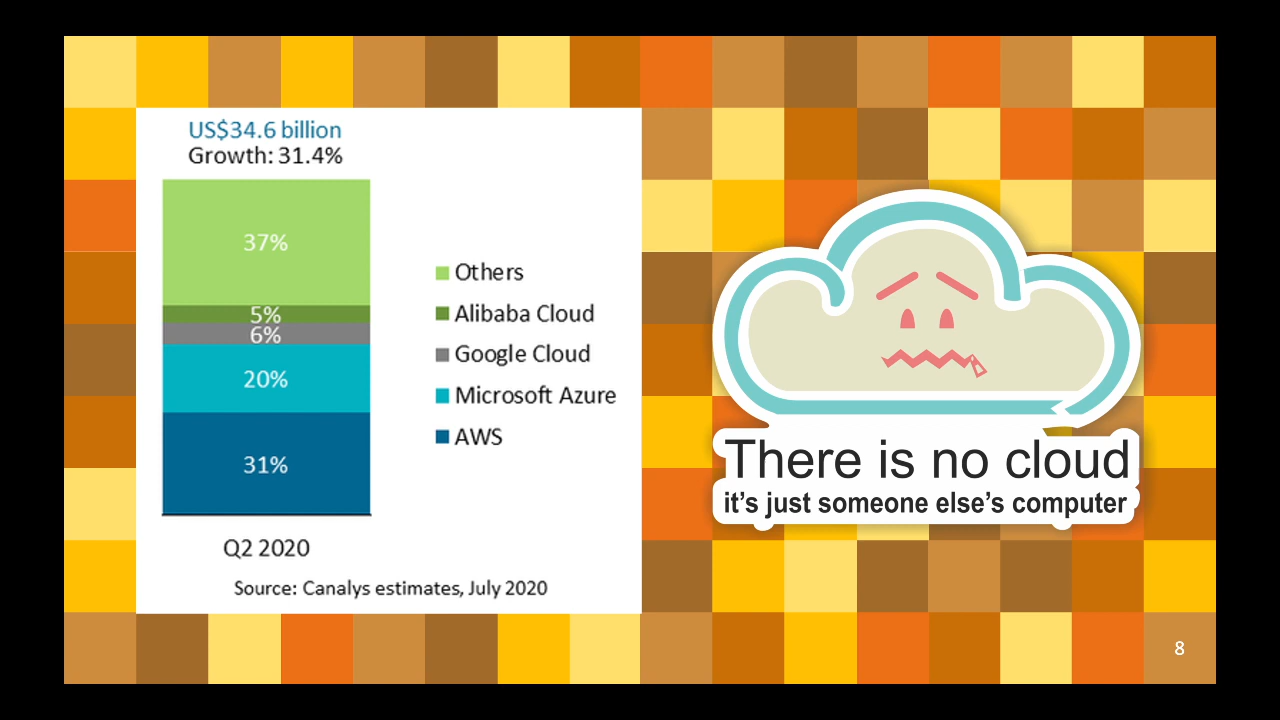 US$34.6 billion
Growth: 31.4%
37%
5%
6%
20%
31%
Q2 2020
Others
Alibaba Cloud
Google Cloud
Microsoft Azure
AWS
Source: Canalys estimates, July 2020
There is no cloud
it's just someone else's computer
8